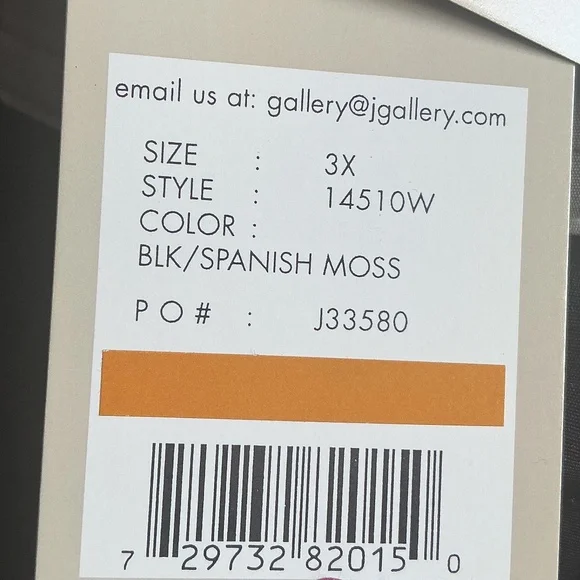 email us at: gallery@jgallery.com
SIZE : 3X
STYLE : 14510W
COLOR :
BLK/SPANISH MOSS
P O # : J33580
7 29732 82015 0